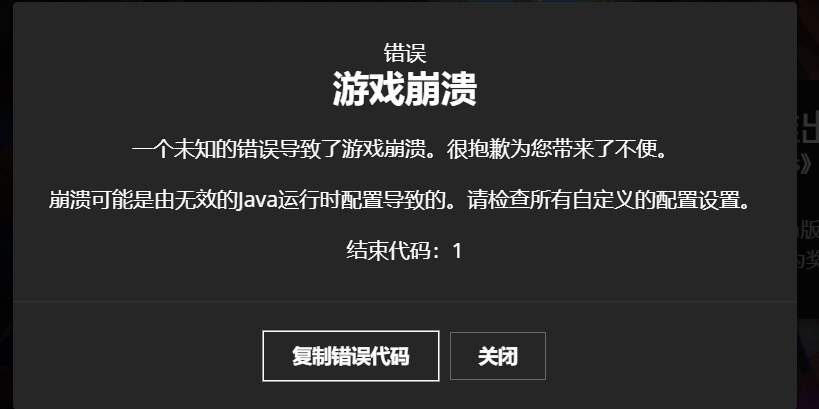 错误
游戏崩溃
一个未知的错误导致了游戏崩溃。很抱歉为您带来了不便。
崩溃可能是由无效的Java运行时配置导致的。请检查所有自定义的配置设置。
结束代码：1
复制错误代码
关闭